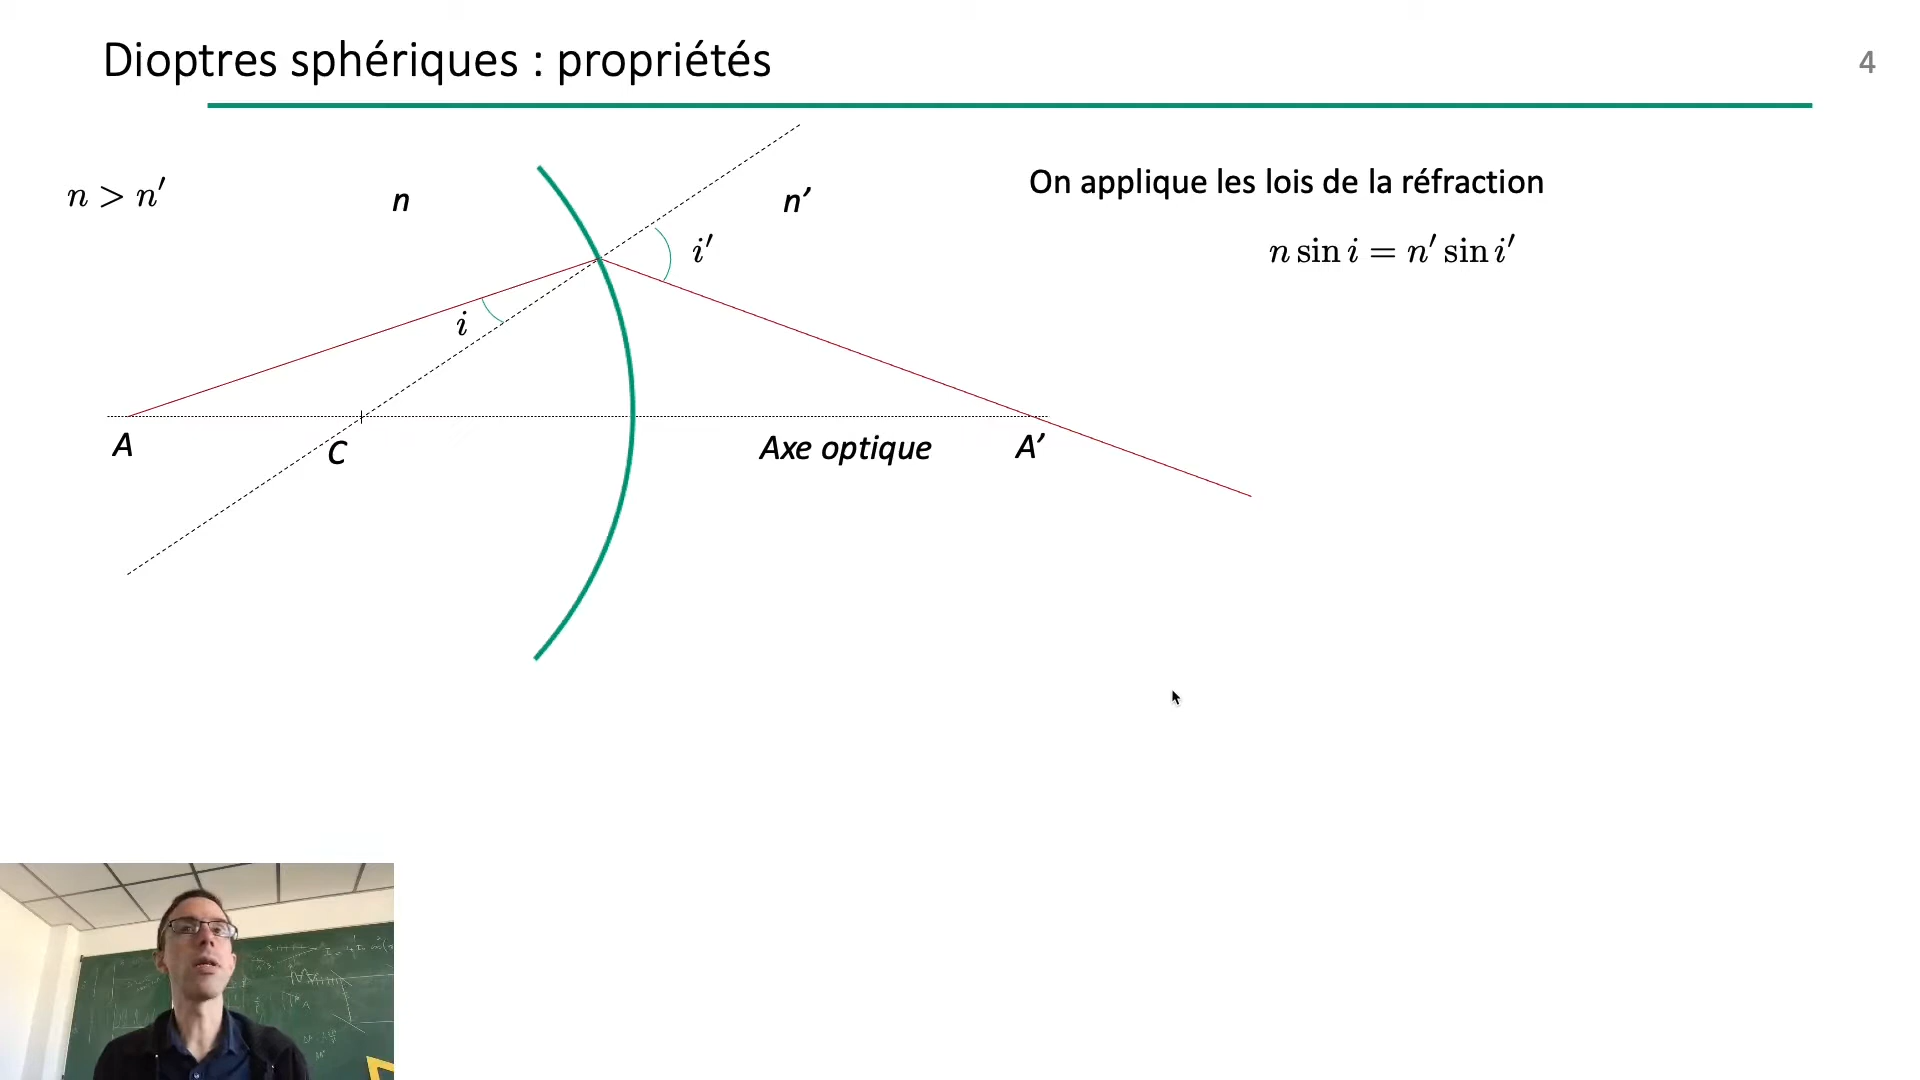 Dioptres sphériques : propriétés
4
n > n′
n
n’
On applique les lois de la réfraction
n sin i = n′ sin i′
i′
i
A
C
Axe optique
A’